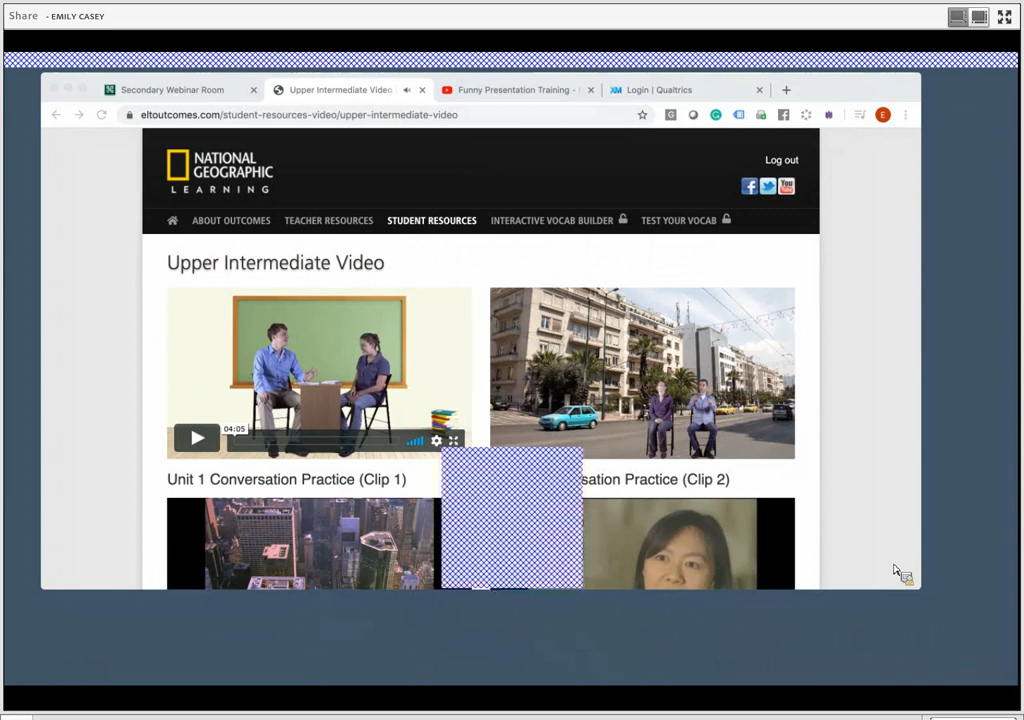 Share - EMILY CASEY
Secondary Webinar Room
Upper Intermediate Video
Funny Presentation Training -
XM Login | Qualtrics
eltoutcomes.com/student-resources-video/upper-intermediate-video
G
E
NATIONAL
GEOGRAPHIC
LEARNING
Log out
You
ABOUT OUTCOMES TEACHER RESOURCES STUDENT RESOURCES INTERACTIVE VOCAB BUILDER TEST YOUR VOCAB
Upper Intermediate Video
04:05
Unit 1 Conversation Practice (Clip 1)
sation Practice (Clip 2)